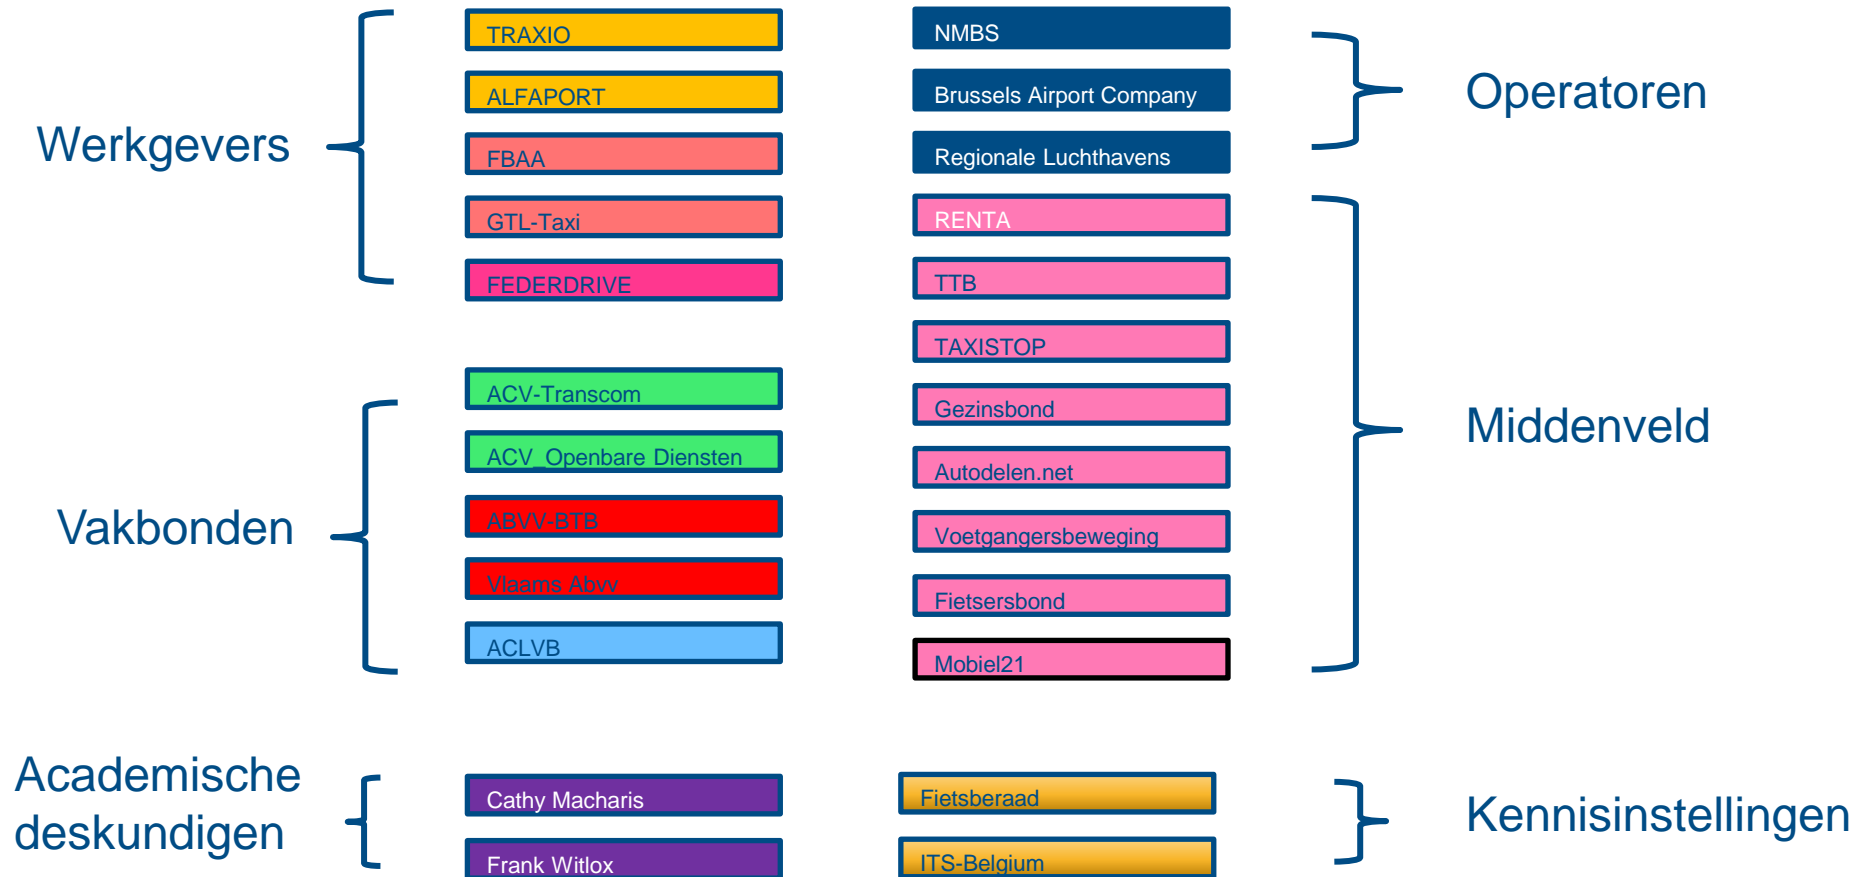 Werkgevers
TRAXIO
ALFAPORT
FBAA
GTL-Taxi
FEDERDRIVE
Vakbonden
ACV-Transcom
ACV_Openbare Diensten
ABVV-BTB
Vlaams Abvv
ACLVB
Academische
deskundigen
Cathy Macharis
Frank Witlox
NMBS
Brussels Airport Company
Regionale Luchthavens
Operatoren
RENTA
TTB
TAXISTOP
Gezinsbond
Autodelen.net
Voetgangersbeweging
Fietsersbond
Mobiel21
Middenveld
Fietsberaad
ITS-Belgium
Kennisinstellingen